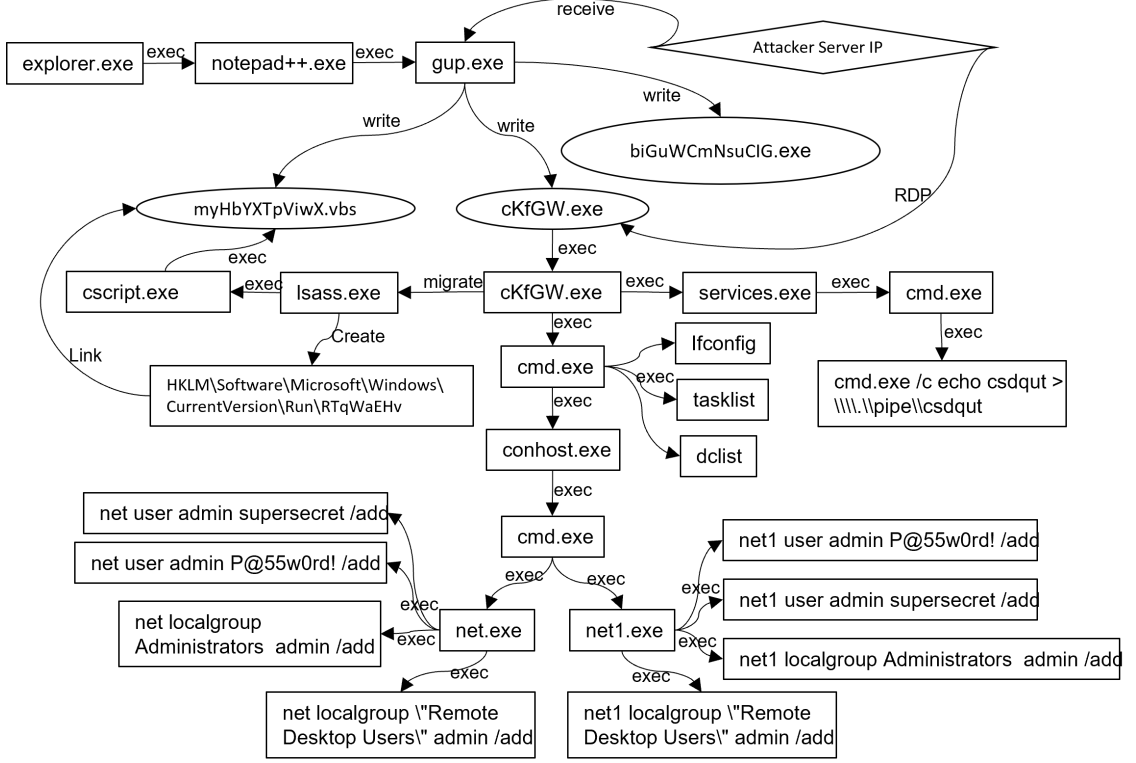 receive
Attacker Server IP
explorer.exe
exec
notepad++.exe
exec
gup.exe
write
write
write
biGuWCmNsuCIG.exe
RDP
myHbYXTpViwX.vbs
cKfGW.exe
exec
exec
cscript.exe
exec
lsass.exe
migrate
cKfGW.exe
exec
services.exe
exec
cmd.exe
exec
Create
exec
Ifconfig
Link
HKLM\Software\Microsoft\Windows\
CurrentVersion\Run\RTqWaEHv
cmd.exe
exec
tasklist
cmd.exe /c echo csdqut >
\\\\.\\pipe\\csdqut
exec
conhost.exe
dclist
exec
net user admin supersecret /add
cmd.exe
net1 user admin P@55w0rd! /add
net user admin P@55w0rd! /add
exec
exec
exec
net1 user admin supersecret /add
exec
net localgroup
Administrators admin /add
exec
net.exe
net1.exe
exec
net1 localgroup Administrators admin /add
exec
exec
net localgroup \"Remote
Desktop Users\" admin /add
net1 localgroup \"Remote
Desktop Users\" admin /add